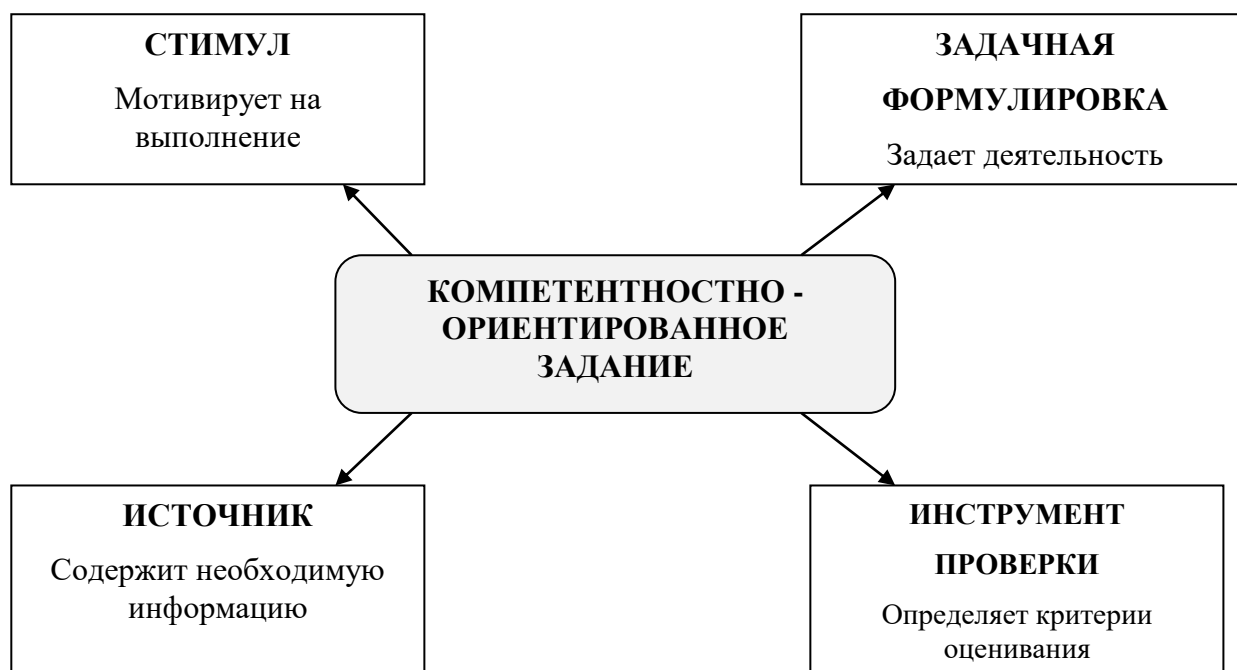 СТИМУЛ
Мотивирует на
выполнение
ЗАДАЧНАЯ
ФОРМУЛИРОВКА
Задает деятельность
КОМПЕТЕНТНОСТНО -
ОРИЕНТИРОВАННОЕ
ЗАДАНИЕ
ИСТОЧНИК
Содержит необходимую
информацию
ИНСТРУМЕНТ
ПРОВЕРКИ
Определяет критерии
оценивания